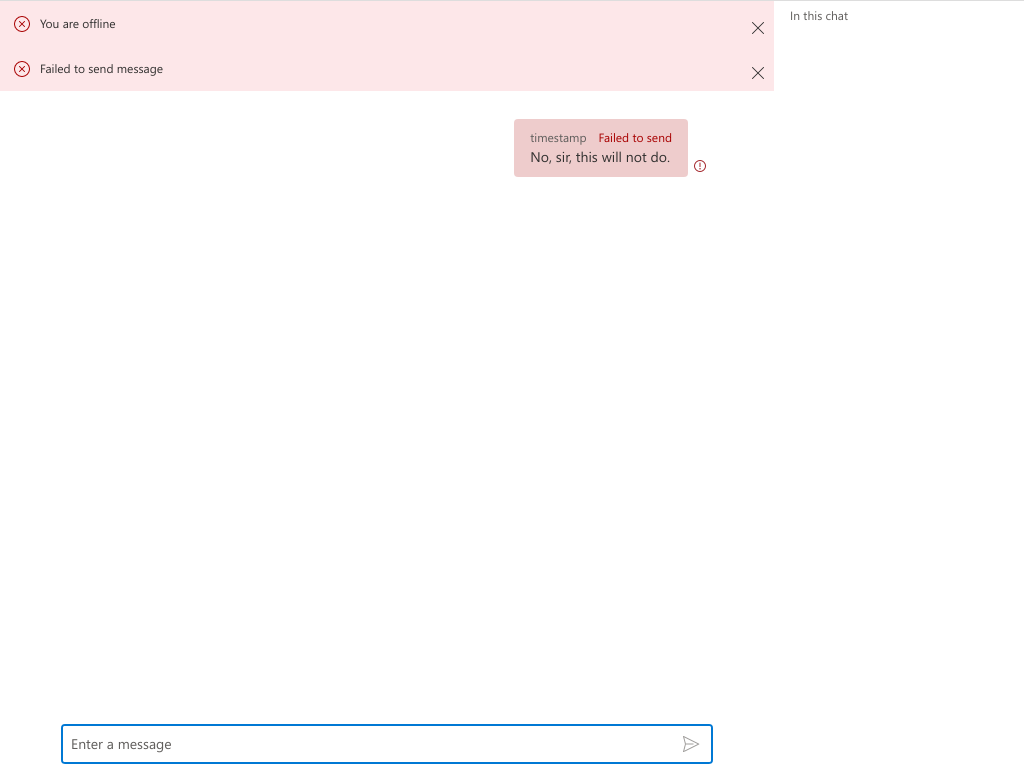 You are offline
In this chat
Failed to send message
timestamp Failed to send
No, sir, this will not do.
Enter a message